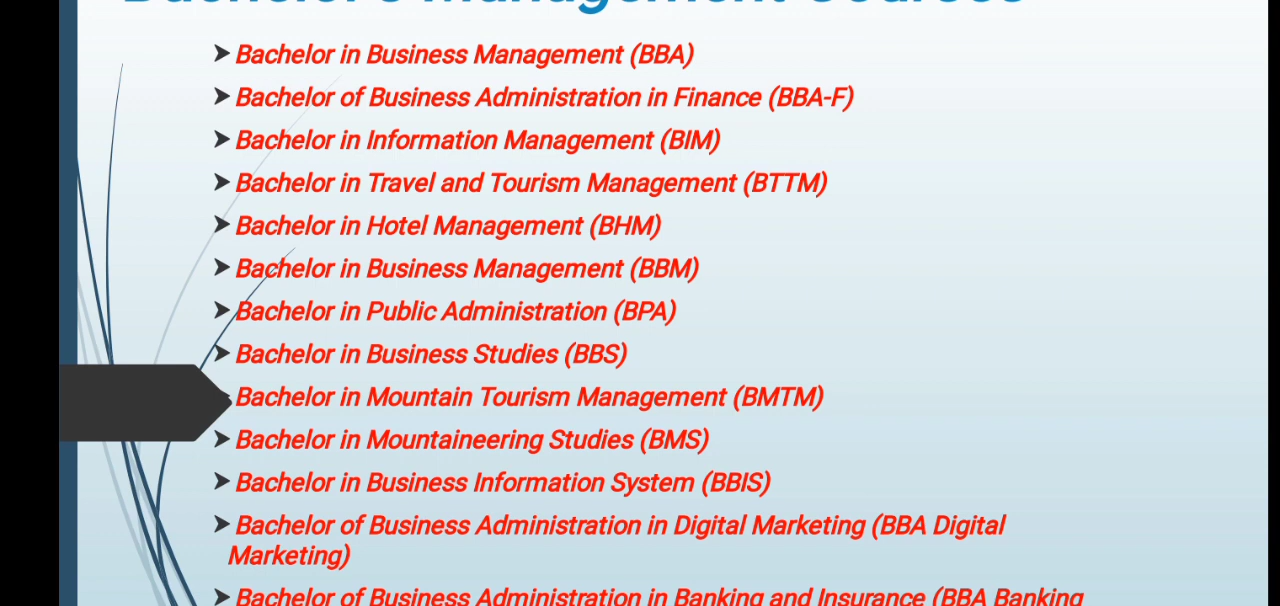 Bachelor's Management Courses
Bachelor in Business Management (BBA)
Bachelor of Business Administration in Finance (BBA-F)
Bachelor in Information Management (BIM)
Bachelor in Travel and Tourism Management (BTTM)
Bachelor in Hotel Management (BHM)
Bachelor in Business Management (BBM)
Bachelor in Public Administration (BPA)
Bachelor in Business Studies (BBS)
Bachelor in Mountain Tourism Management (BMTM)
Bachelor in Mountaineering Studies (BMS)
Bachelor in Business Information System (BBIS)
Bachelor of Business Administration in Digital Marketing (BBA Digital
Marketing)
Bachelor of Business Administration in Banking and Insurance (BBA Banking